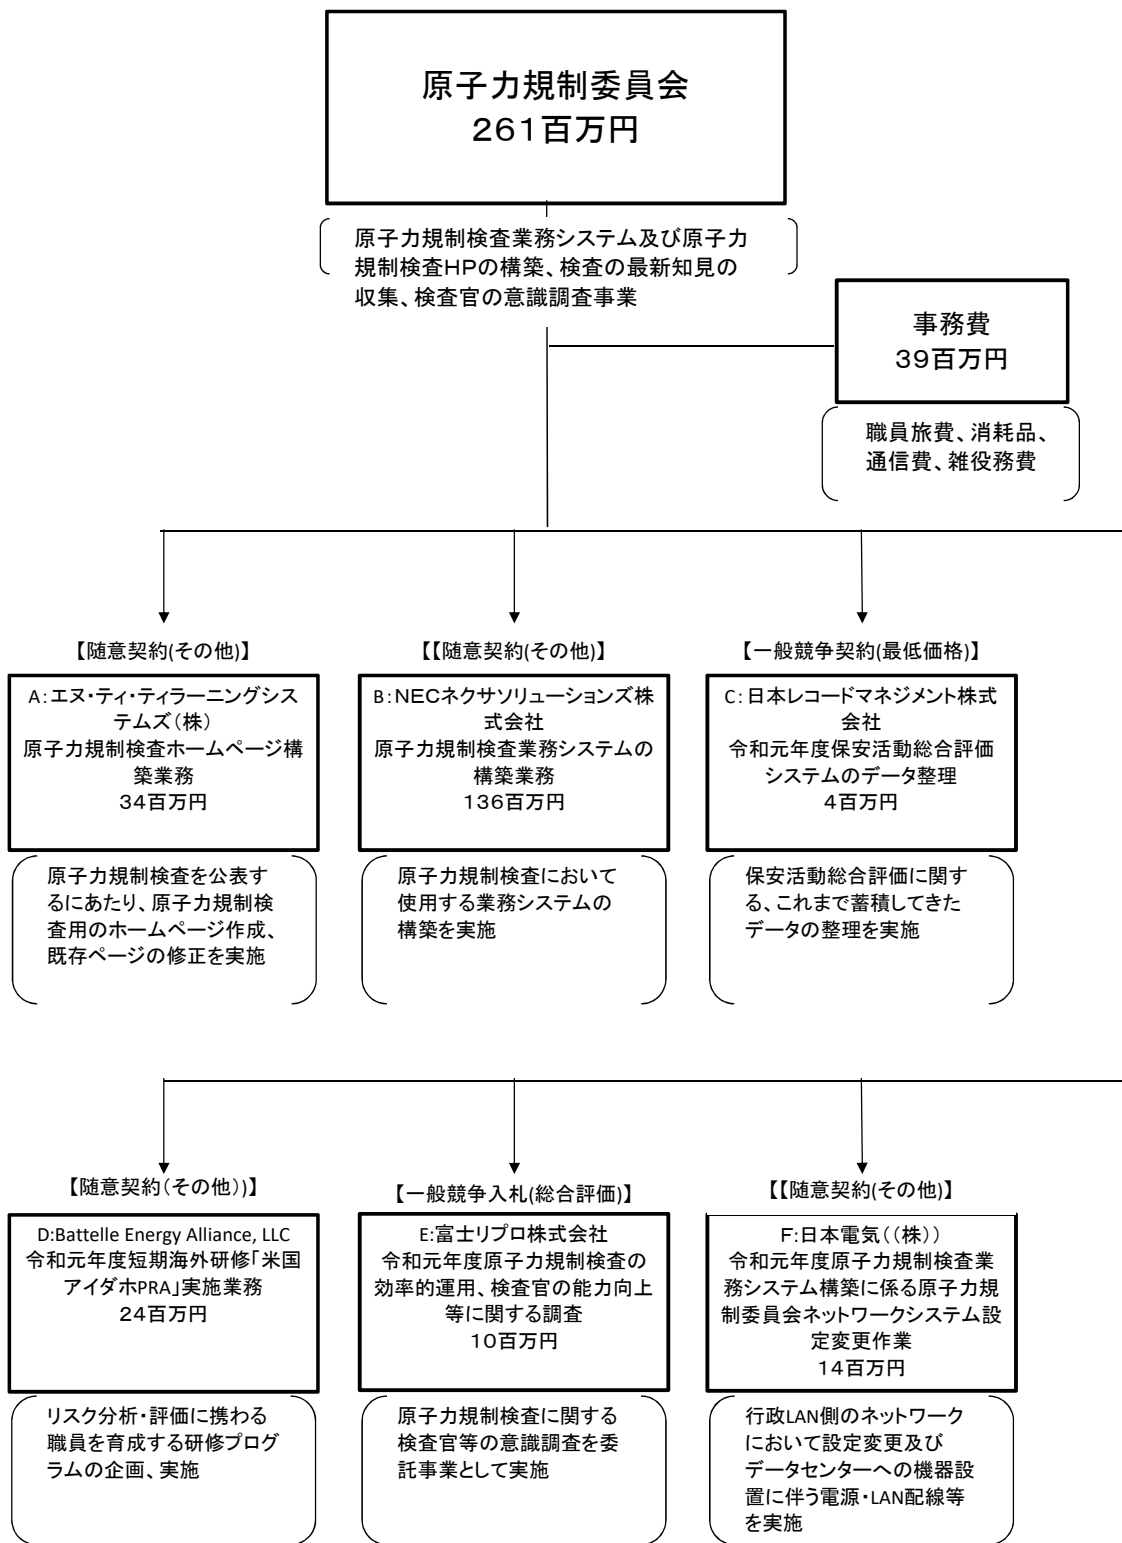 原子力規制委員会
261百万円
原子力規制検査業務システム及び原子力
規制検査HPの構築、検査の最新知見の
収集、検査官の意識調査事業
事務費
39百万円
職員旅費、消耗品、
通信費、雑役務費
【随意契約(その他)】
A:エヌ・ティ・ティラーニングシス
テムズ(株)
原子力規制検査ホームページ構
築業務
34百万円
原子力規制検査を公表す
るにあたり、原子力規制検
査用のホームページ作成、
既存ページの修正を実施
【【随意契約(その他)】
B:NECネクサソリューションズ株
式会社
原子力規制検査業務システムの
構築業務
136百万円
原子力規制検査において
使用する業務システムの
構築を実施
【一般競争契約(最低価格)】
C:日本レコードマネジメント株式
会社
令和元年度保安活動総合評価
システムのデータ整理
4百万円
保安活動総合評価に関す
る、これまで蓄積してきた
データの整理を実施
【随意契約(その他))】
D:Battelle Energy Alliance, LLC
令和元年度短期海外研修「米国
アイダホPRA」実施業務
24百万円
リスク分析・評価に携わる
職員を育成する研修プログ
ラムの企画、実施
【一般競争入札(総合評価)】
E:富士リプロ株式会社
令和元年度原子力規制検査の
効率的運用、検査官の能力向上
等に関する調査
10百万円
原子力規制検査に関する
検査官等の意識調査を委
託事業として実施
【【随意契約(その他)】
F:日本電気((株))
令和元年度原子力規制検査業
務システム構築に係る原子力規
制委員会ネットワークシステム設
定変更作業
14百万円
行政LAN側のネットワーク
において設定変更及び
データセンターへの機器設
置に伴う電源・LAN配線等
を実施